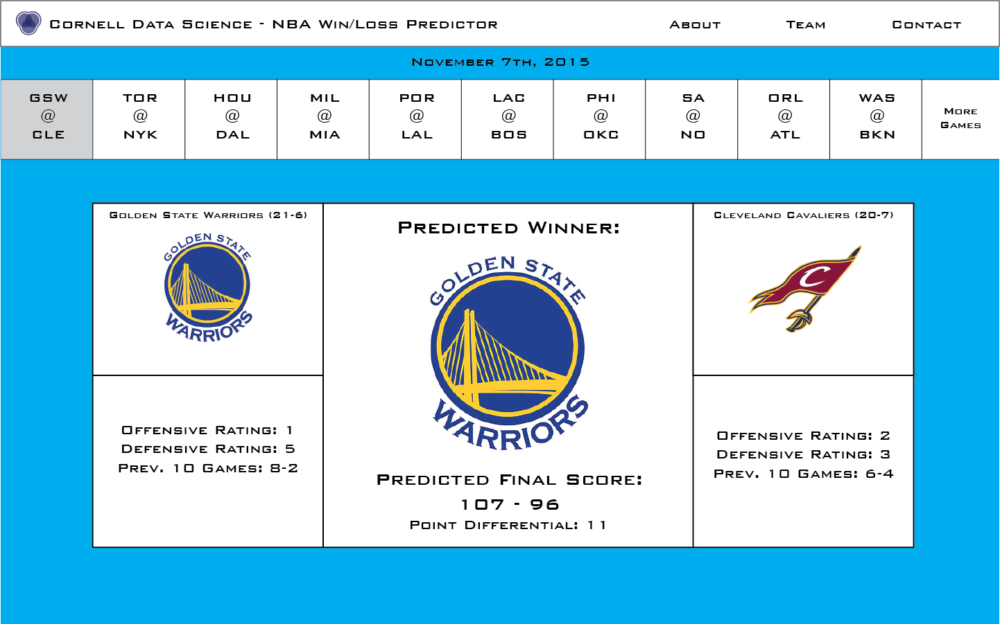 Cornell Data Science - NBA Win/Loss Predictor
About
Team
Contact
November 7th, 2015
GSW
@
CLE
TOR
@
NYK
HOU
@
DAL
MIL
@
MIA
POR
@
LAL
LAC
@
BOS
PHI
@
OKC
SA
@
NO
ORL
@
ATL
WAS
@
BKN
More
Games
Golden State Warriors (21-6)
GOLDEN STATE
WARRIORS
Offensive Rating: 1
Defensive Rating: 5
Prev. 10 Games: 8-2
Predicted Winner:
GOLDEN STATE
WARRIORS
Predicted Final Score:
107 - 96
Point Differential: 11
Cleveland Cavaliers (20-7)
C
Offensive Rating: 2
Defensive Rating: 3
Prev. 10 Games: 6-4